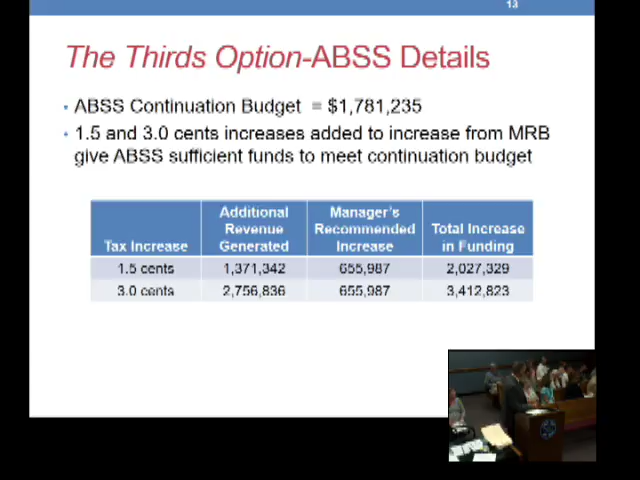 13
The Thirds Option-ABSS Details
• ABSS Continuation Budget = $1,781,235
• 1.5 and 3.0 cents increases added to increase from MRB
give ABSS sufficient funds to meet continuation budget
Tax Increase Additional Revenue Generated Manager's Recommended Increase Total Increase in Funding
1.5 cents 1,371,342 655,987 2,027,329
3.0 cents 2,756,836 655,987 3,412,823